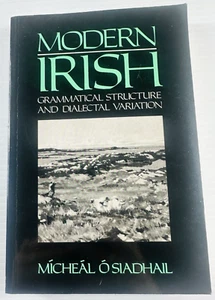 MODERN
IRISH
GRAMMATICAL STRUCTURE
AND DIALECTAL VARIATION
MÍCHEÁL Ó SIADHAIL